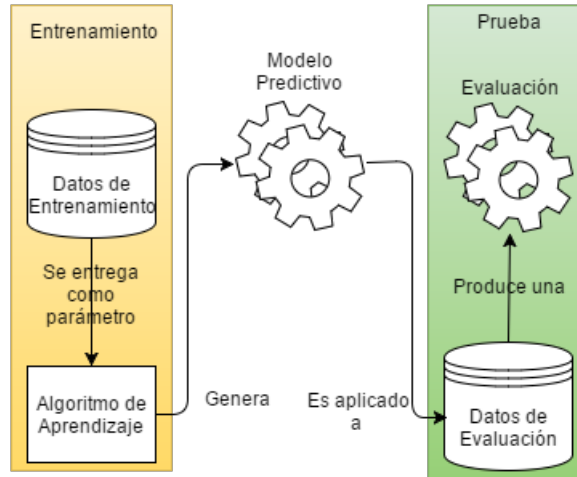 Entrenamiento
Datos de
Entrenamiento
Se entrega
como
parámetro
Algoritmo de
Aprendizaje
Genera
Modelo
Predictivo
Es aplicado
a
Prueba
Evaluación
Produce una
Datos de
Evaluación